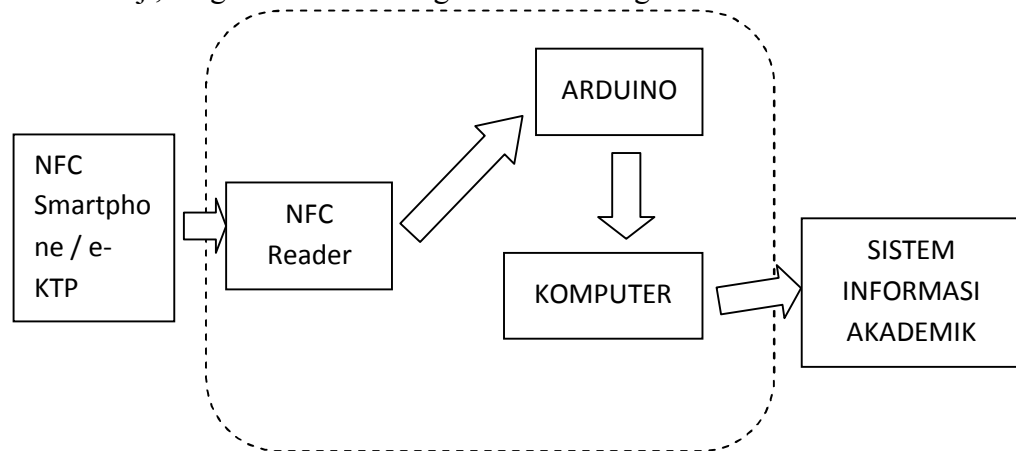 NFC
Smartpho
ne / e-
KTP
NFC
Reader
ARDUINO
KOMPUTER
SISTEM
INFORMASI
AKADEMIK